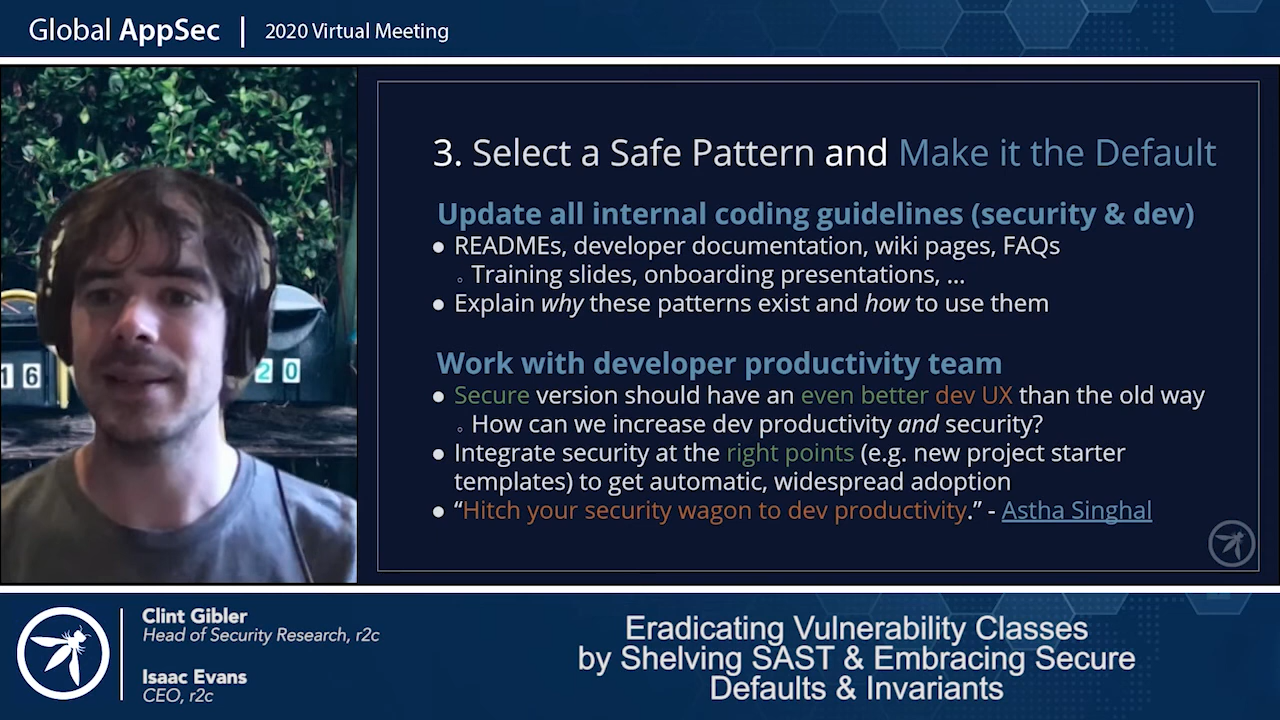 Global AppSec | 2020 Virtual Meeting
3. Select a Safe Pattern and Make it the Default
Update all internal coding guidelines (security & dev)
● READMEs, developer documentation, wiki pages, FAQs
◦ Training slides, onboarding presentations, ...
● Explain why these patterns exist and how to use them
Work with developer productivity team
● Secure version should have an even better dev UX than the old way
◦ How can we increase dev productivity and security?
● Integrate security at the right points (e.g. new project starter
templates) to get automatic, widespread adoption
● “Hitch your security wagon to dev productivity.” - Astha Singhal
16
20
Clint Gibler
Head of Security Research, r2c
Isaac Evans
CEO, r2c
Eradicating Vulnerability Classes
by Shelving SAST & Embracing Secure
Defaults & Invariants